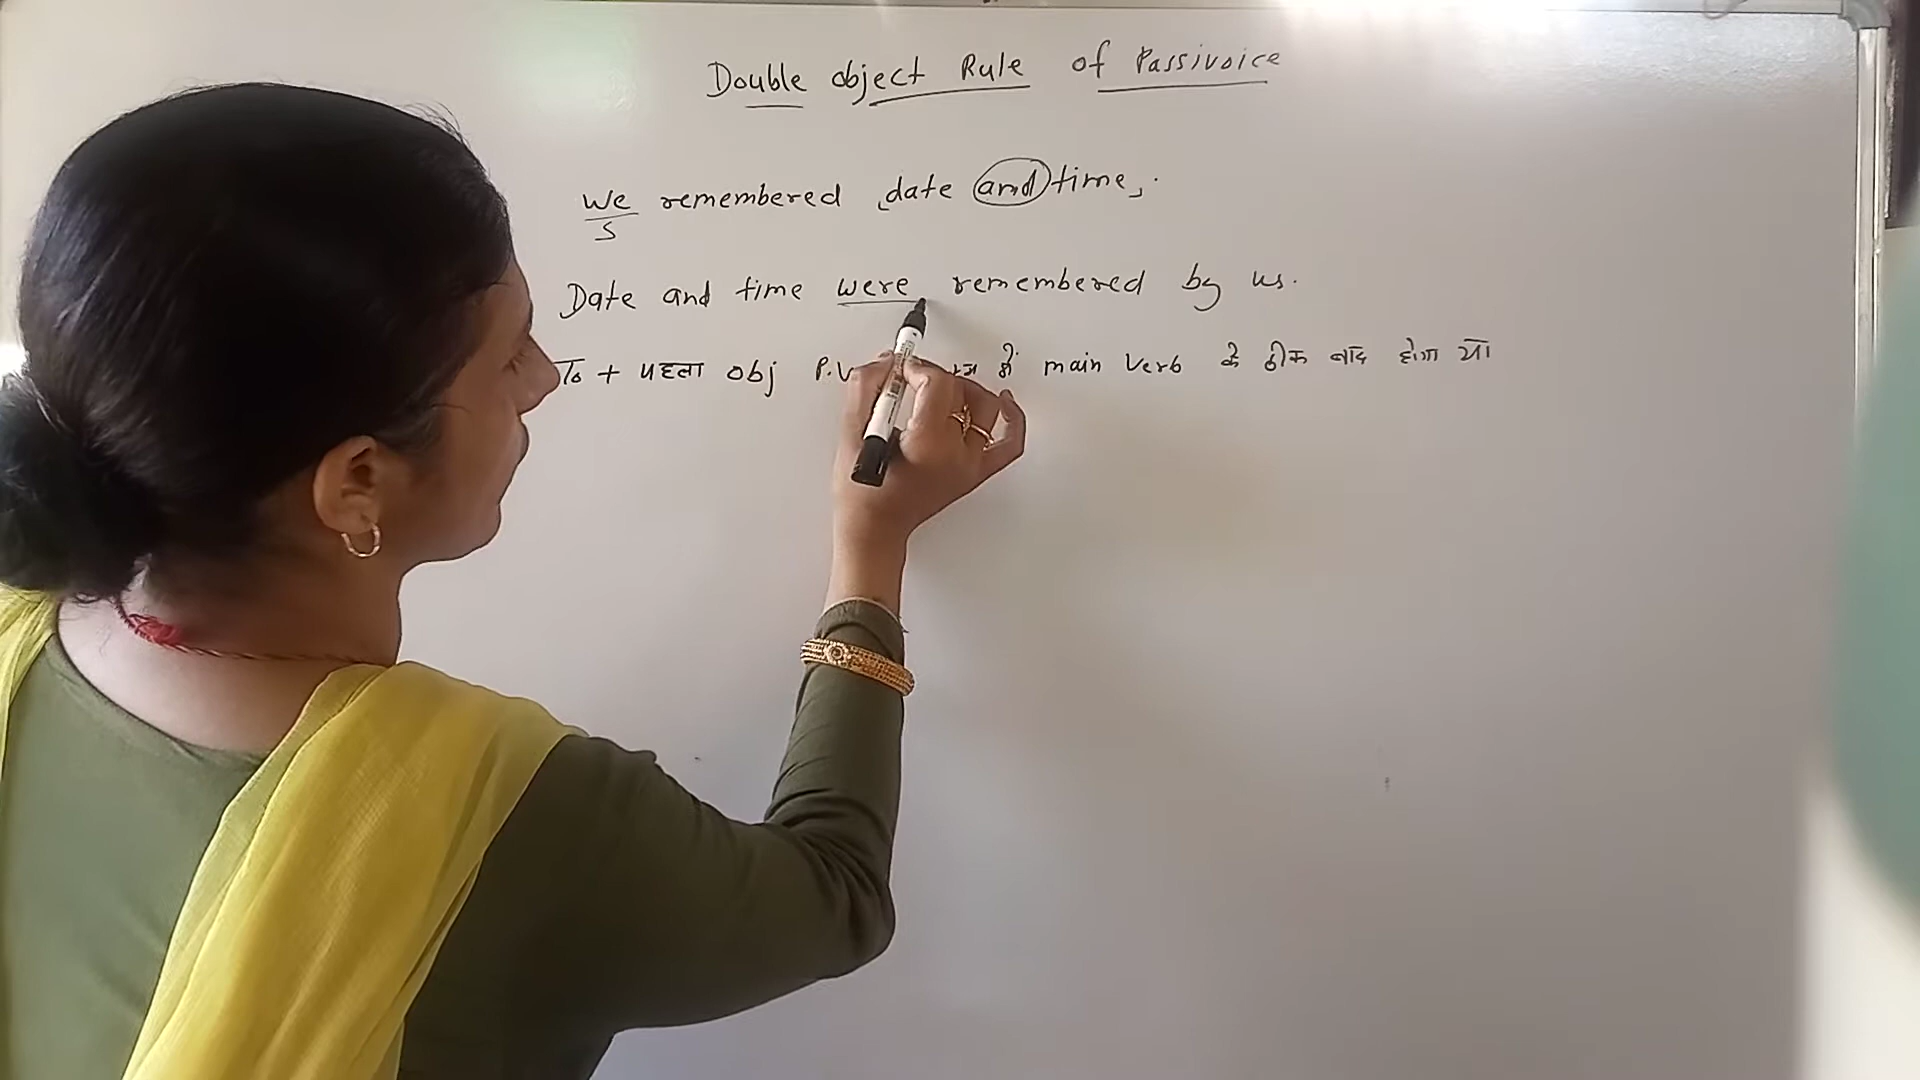 Double object Rule of Passivoice
We remembered date and time.
S
Date and time were remembered by us.
+ पहला obj P.V main Verb के ठीक बाद होगा या